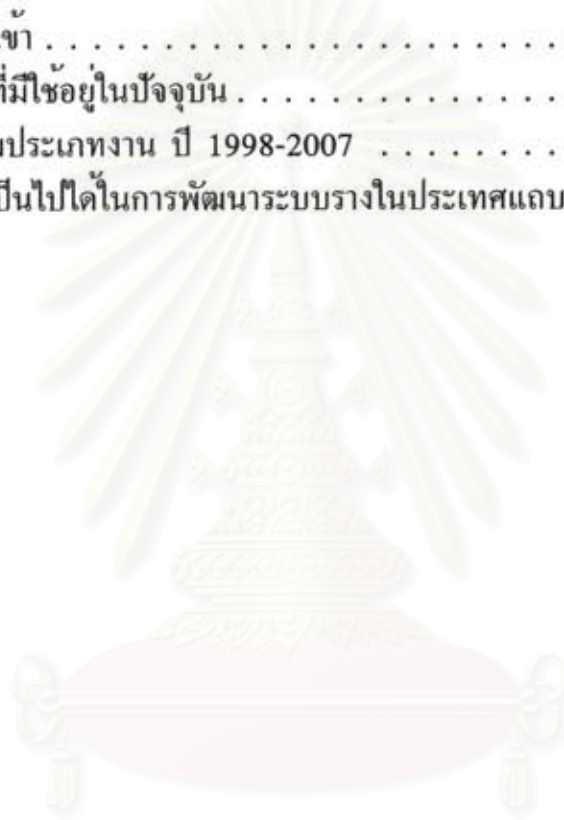 เข้า . . . . . . . . . . . . . . . . . . . . . . .
ที่มีใช้อยู่ในปัจจุบัน . . . . . . . . . . . . . . .
ประเภทงาน ปี 1998-2007 . . . . . . . .
เป็นไปได้ในการพัฒนาระบบรางในประเทศแถบ